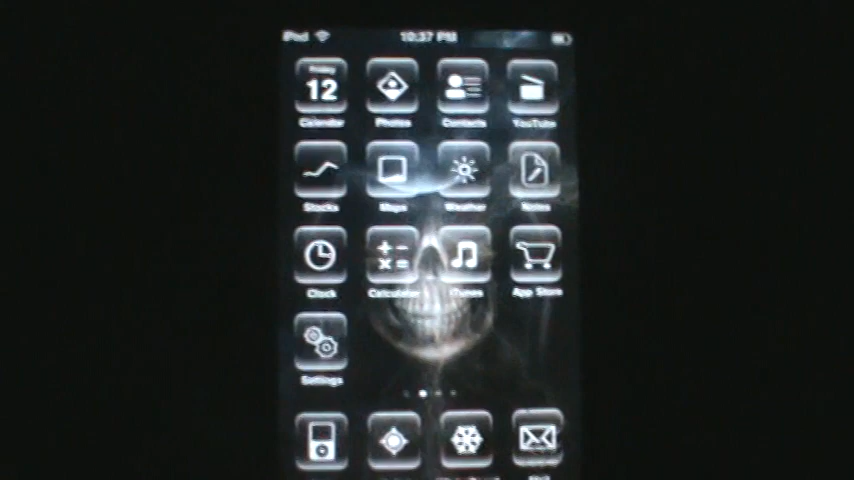 iPod 10:37 PM
Friday
12
Calendar Photos Contacts YouTube
Stocks Maps Weather Notes
Clock Calculator iTunes App Store
Settings